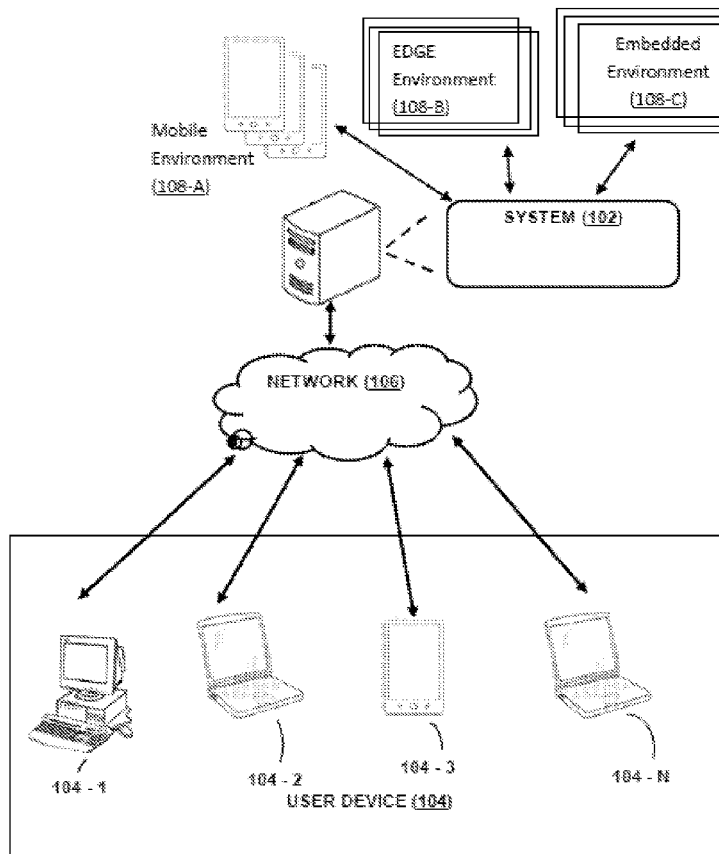 EDGE
Environment
(108-B)
Embedded
Environment
(108-C)
Mobile
Environment
(108-A)
SYSTEM (102)
NETWORK (106)
104 - 1
104 - 2
104 - 3
104 - N
USER DEVICE (104)